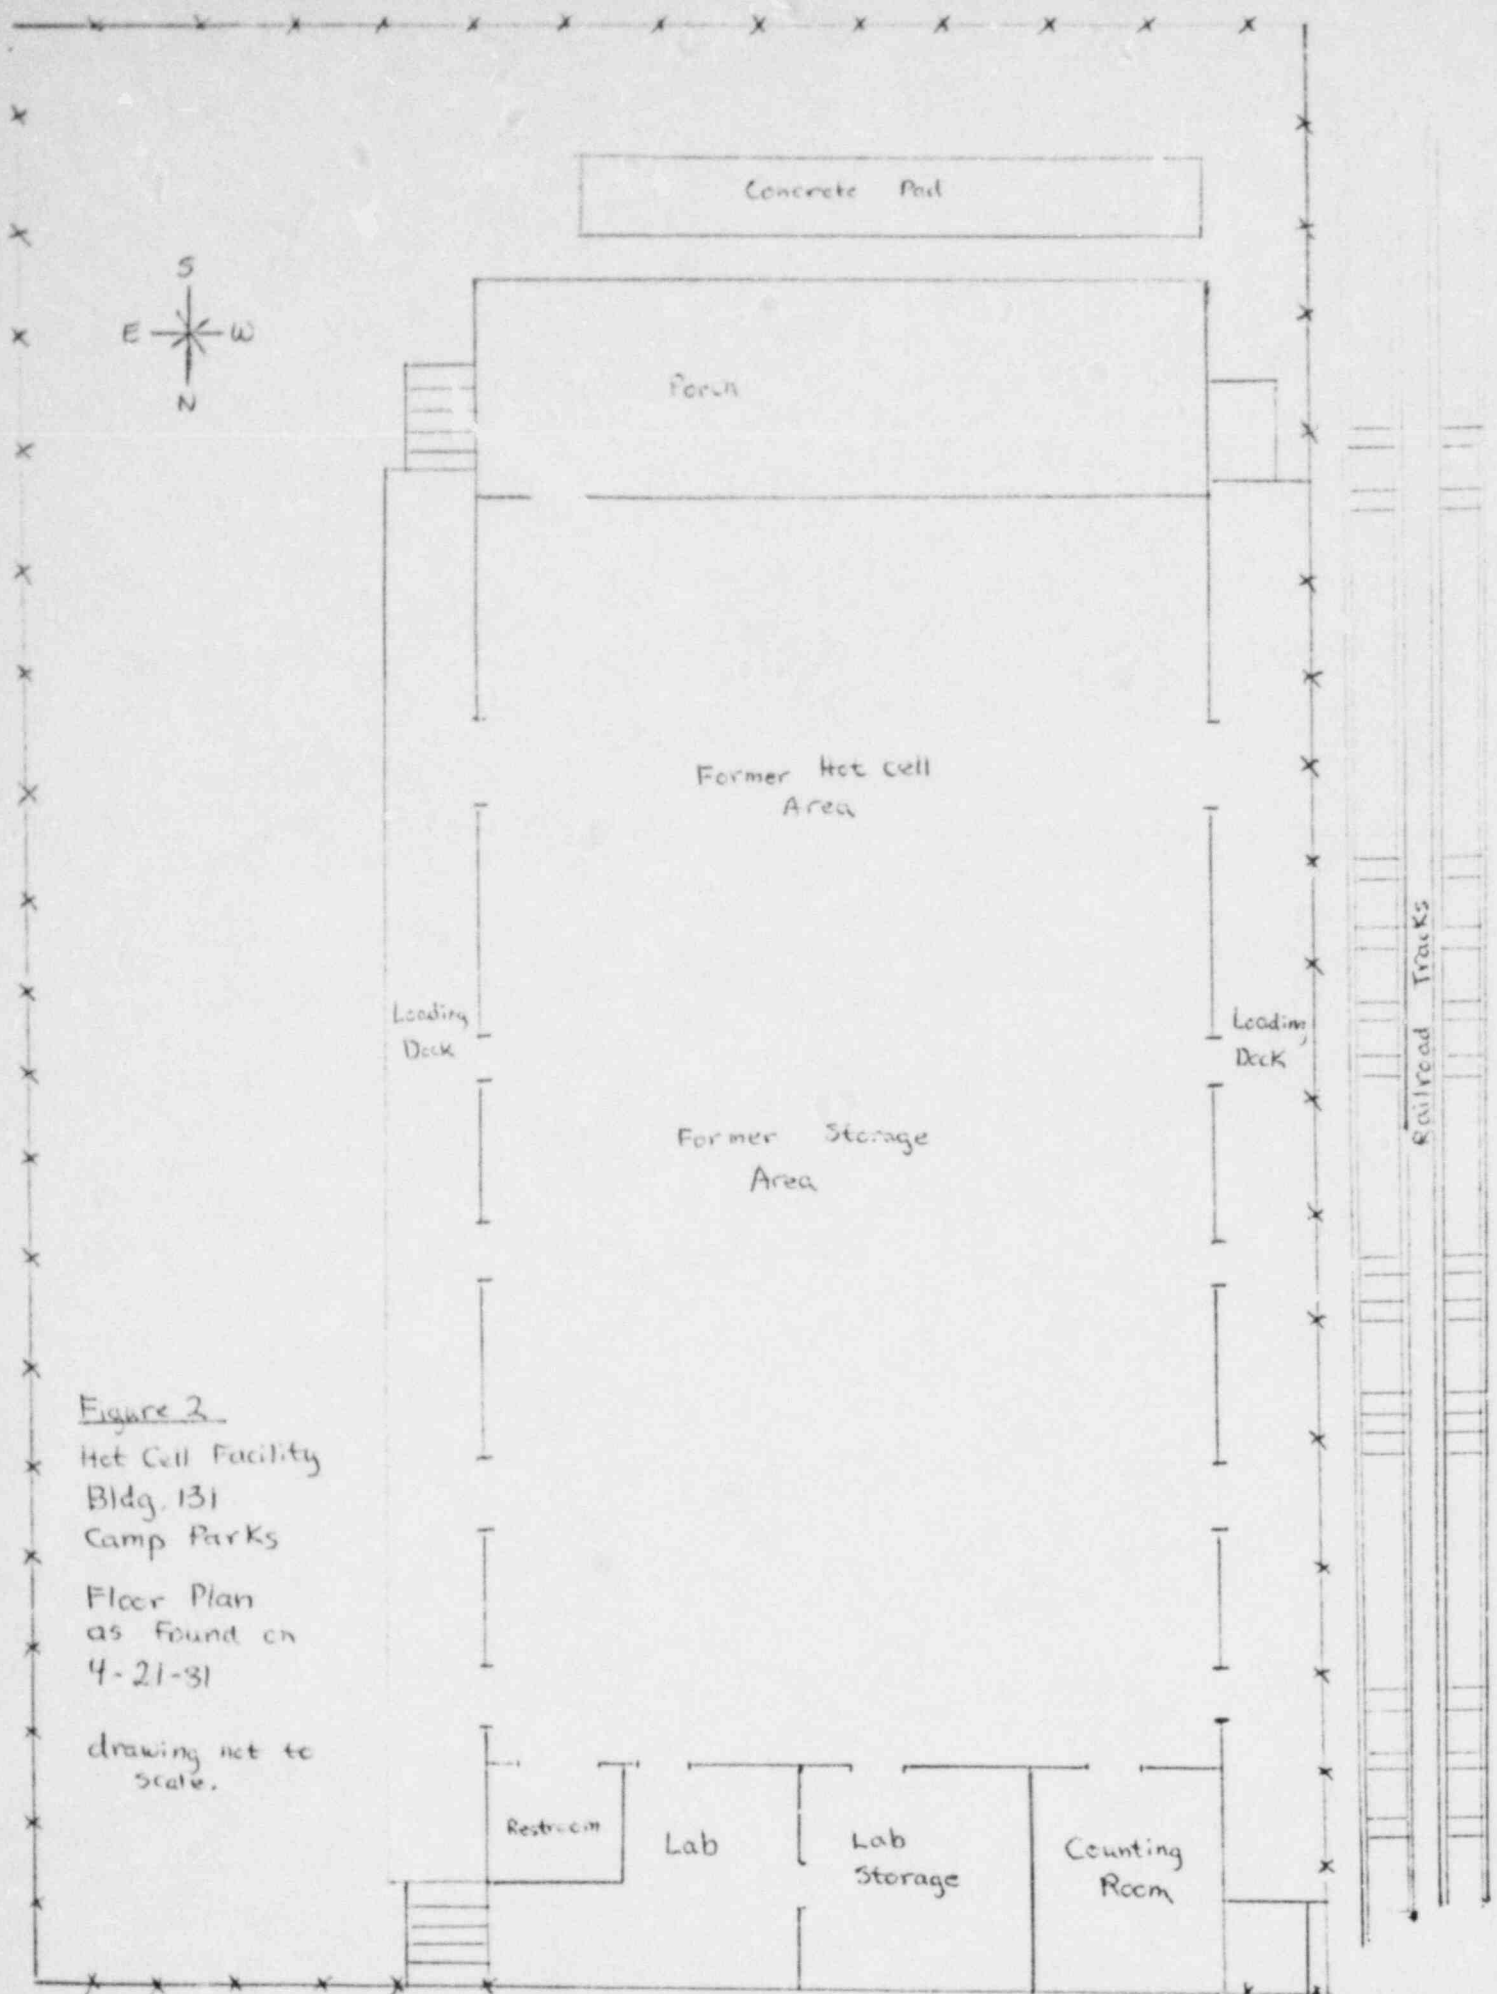 Concrete Pad
S
E W
N
Porch
Former Hot cell
Area
Loading
Dock
Loading
Dock
Railroad Tracks
Former Storage
Area
Figure 2
Hot Cell Facility
Bldg. 131
Camp Parks
Floor Plan
as found on
4-21-81
drawing not to
scale.
Restroom
Lab
Lab
Storage
Counting
Room